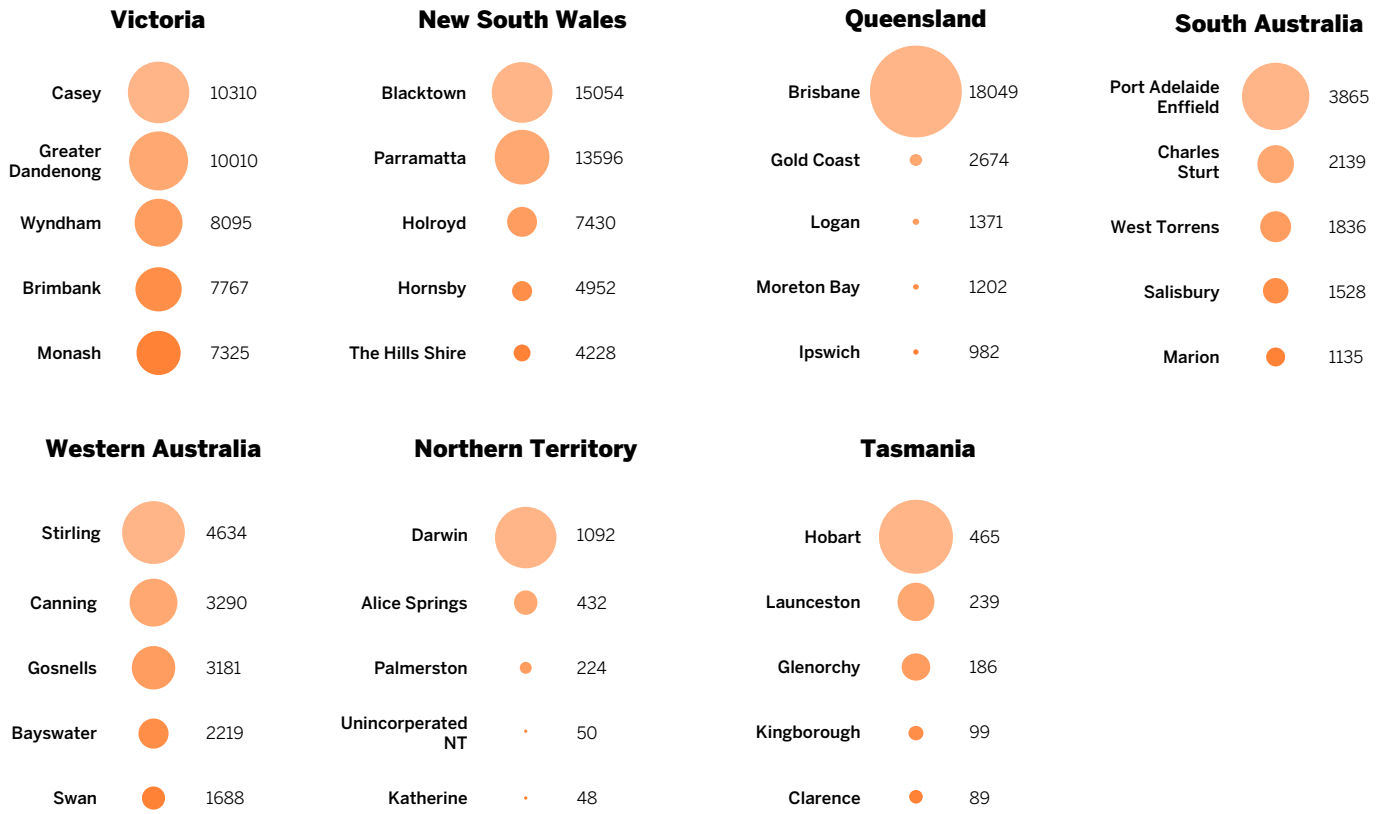 Victoria
Casey 10310
Greater
Dandenong 10010
Wyndham 8095
Brimbank 7767
Monash 7325
New South Wales
Blacktown 15054
Parramatta 13596
Holroyd 7430
Hornsby 4952
The Hills Shire 4228
Queensland
Brisbane 18049
Gold Coast 2674
Logan 1371
Moreton Bay 1202
Ipswich 982
South Australia
Port Adelaide
Enffield 3865
Charles
Sturt 2139
West Torrens 1836
Salisbury 1528
Marion 1135
Western Australia
Stirling 4634
Canning 3290
Gosnells 3181
Bayswater 2219
Swan 1688
Northern Territory
Darwin 1092
Alice Springs 432
Palmerston 224
Unincorperated
NT 50
Katherine 48
Tasmania
Hobart 465
Launceston 239
Glenorchy 186
Kingborough 99
Clarence 89